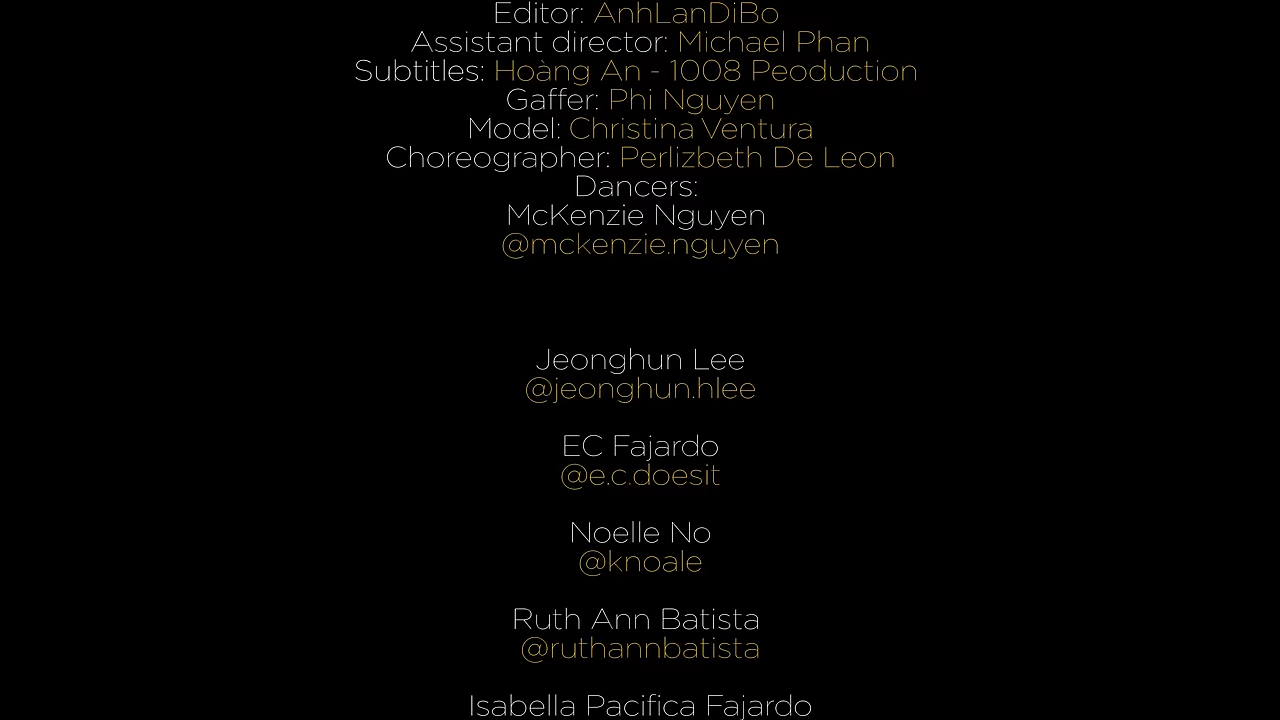 Editor: AnhLanDiBo
Assistant director: Michael Phan
Subtitles: Hoàng An - 1008 Peoduction
Gaffer: Phi Nguyen
Model: Christina Ventura
Choreographer: Perlizbeth De Leon
Dancers:
McKenzie Nguyen
@mckenzie.nguyen
Jeonghun Lee
@jeonghun.hlee
EC Fajardo
@e.c.doesit
Noelle No
@knoale
Ruth Ann Batista
@ruthannbatista
Isabella Pacifica Fajardo